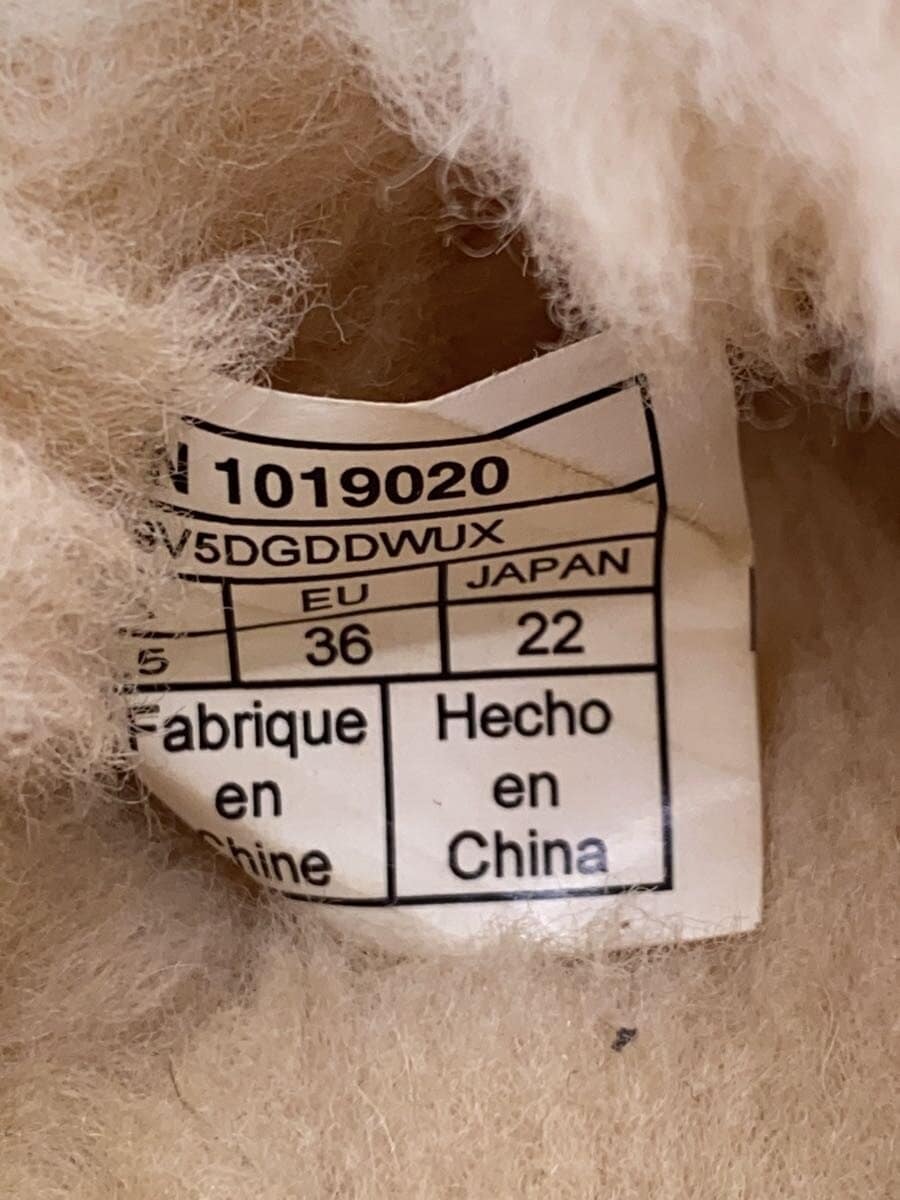 1019020
V5DGDDWUX
EU JAPAN
5 36 22
Fabrique Hecho
en en
Chine China